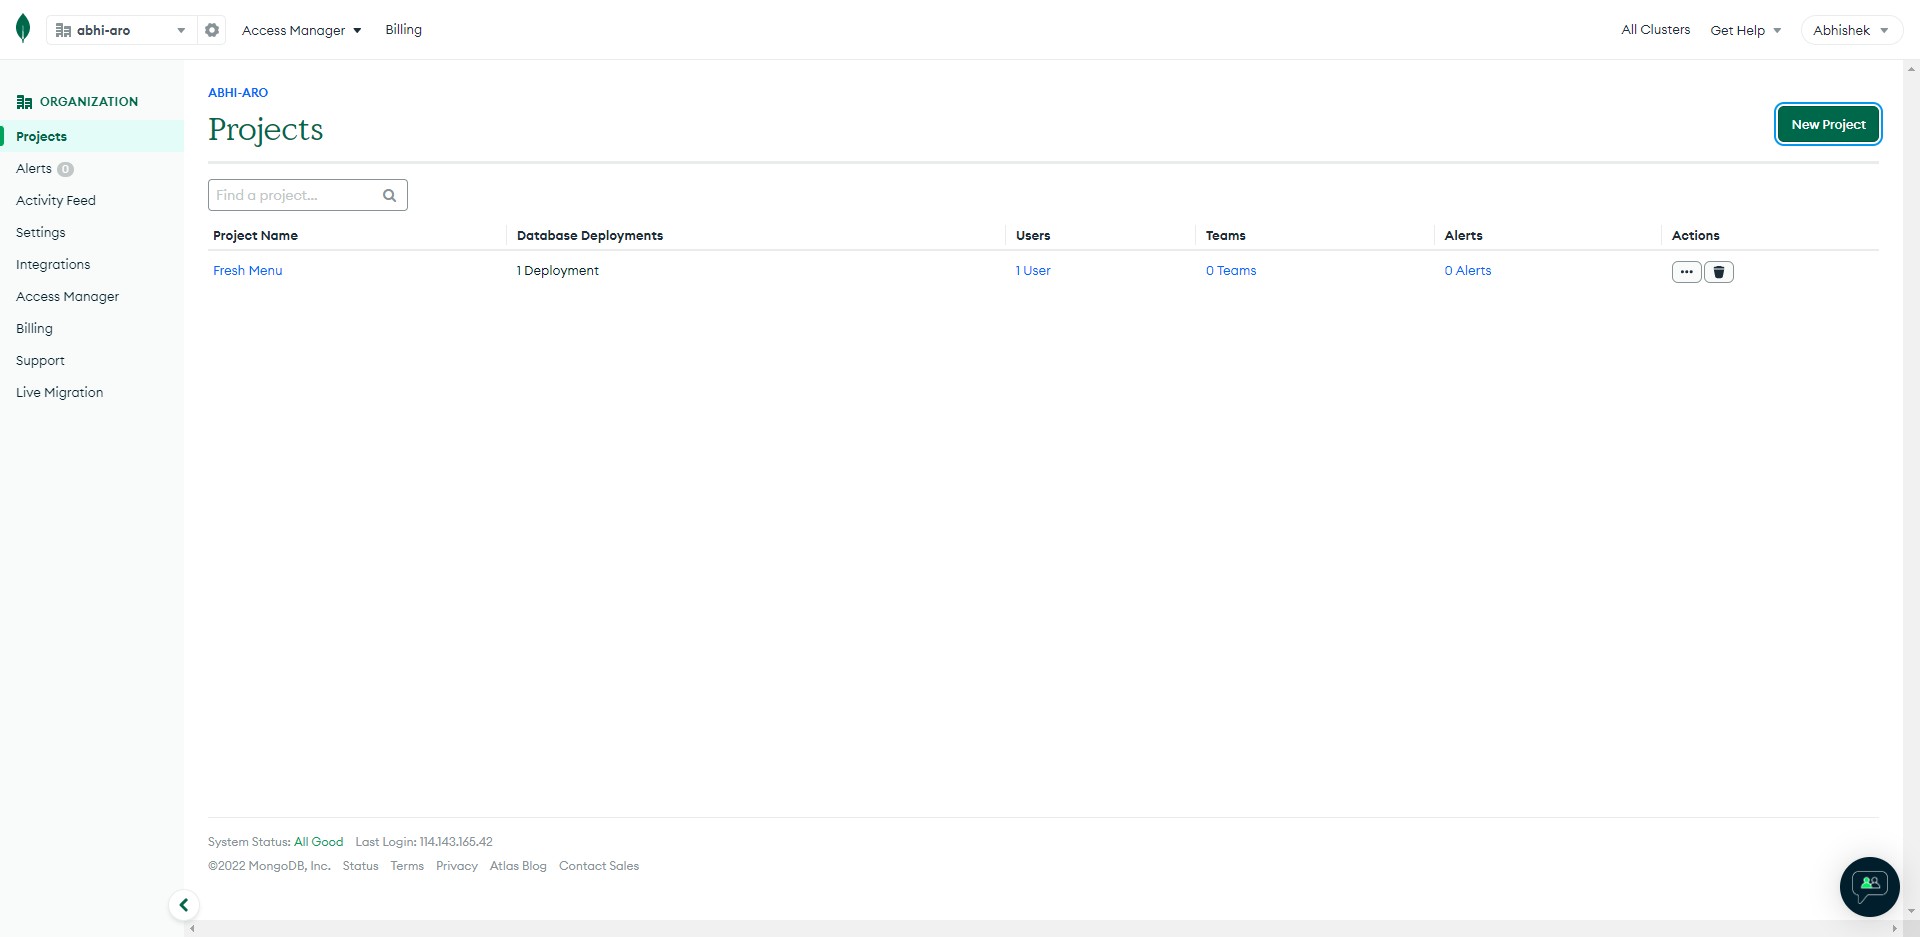 abhi-aro
Access Manager
Billing
All Clusters
Get Help
Abhishek
ORGANIZATION
Projects
Alerts 0
Activity Feed
Settings
Integrations
Access Manager
Billing
Support
Live Migration
ABHI-ARO
Projects
New Project
Find a project...
Project Name Database Deployments Users Teams Alerts Actions
Fresh Menu 1 Deployment 1 User 0 Teams 0 Alerts
System Status: All Good Last Login: 114.143.165.42
©2022 MongoDB, Inc. Status Terms Privacy Atlas Blog Contact Sales